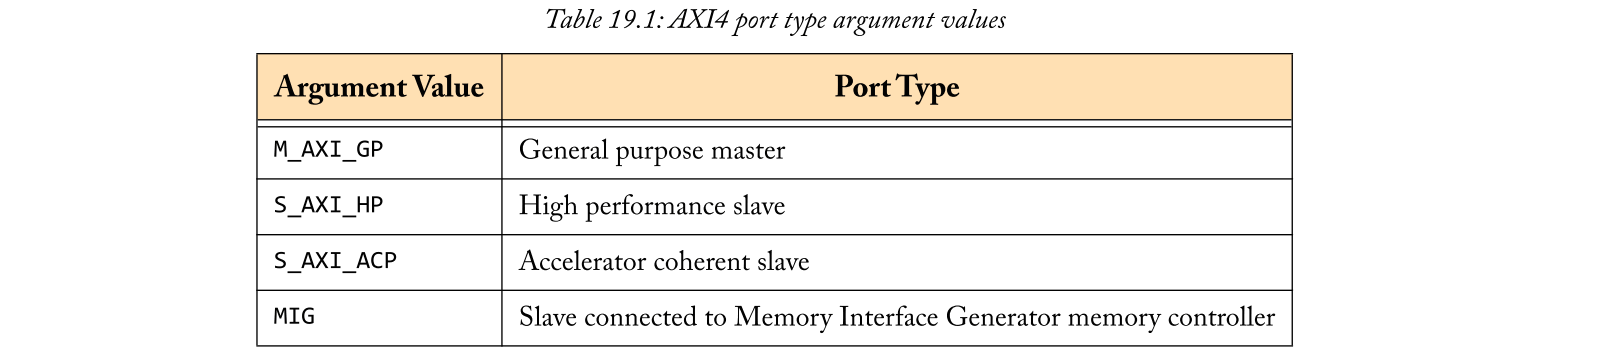 Table 19.1: AXI4 port type argument values
Argument Value Port Type
M_AXI_GP General purpose master
S_AXI_HP High performance slave
S_AXI_ACP Accelerator coherent slave
MIG Slave connected to Memory Interface Generator memory controller